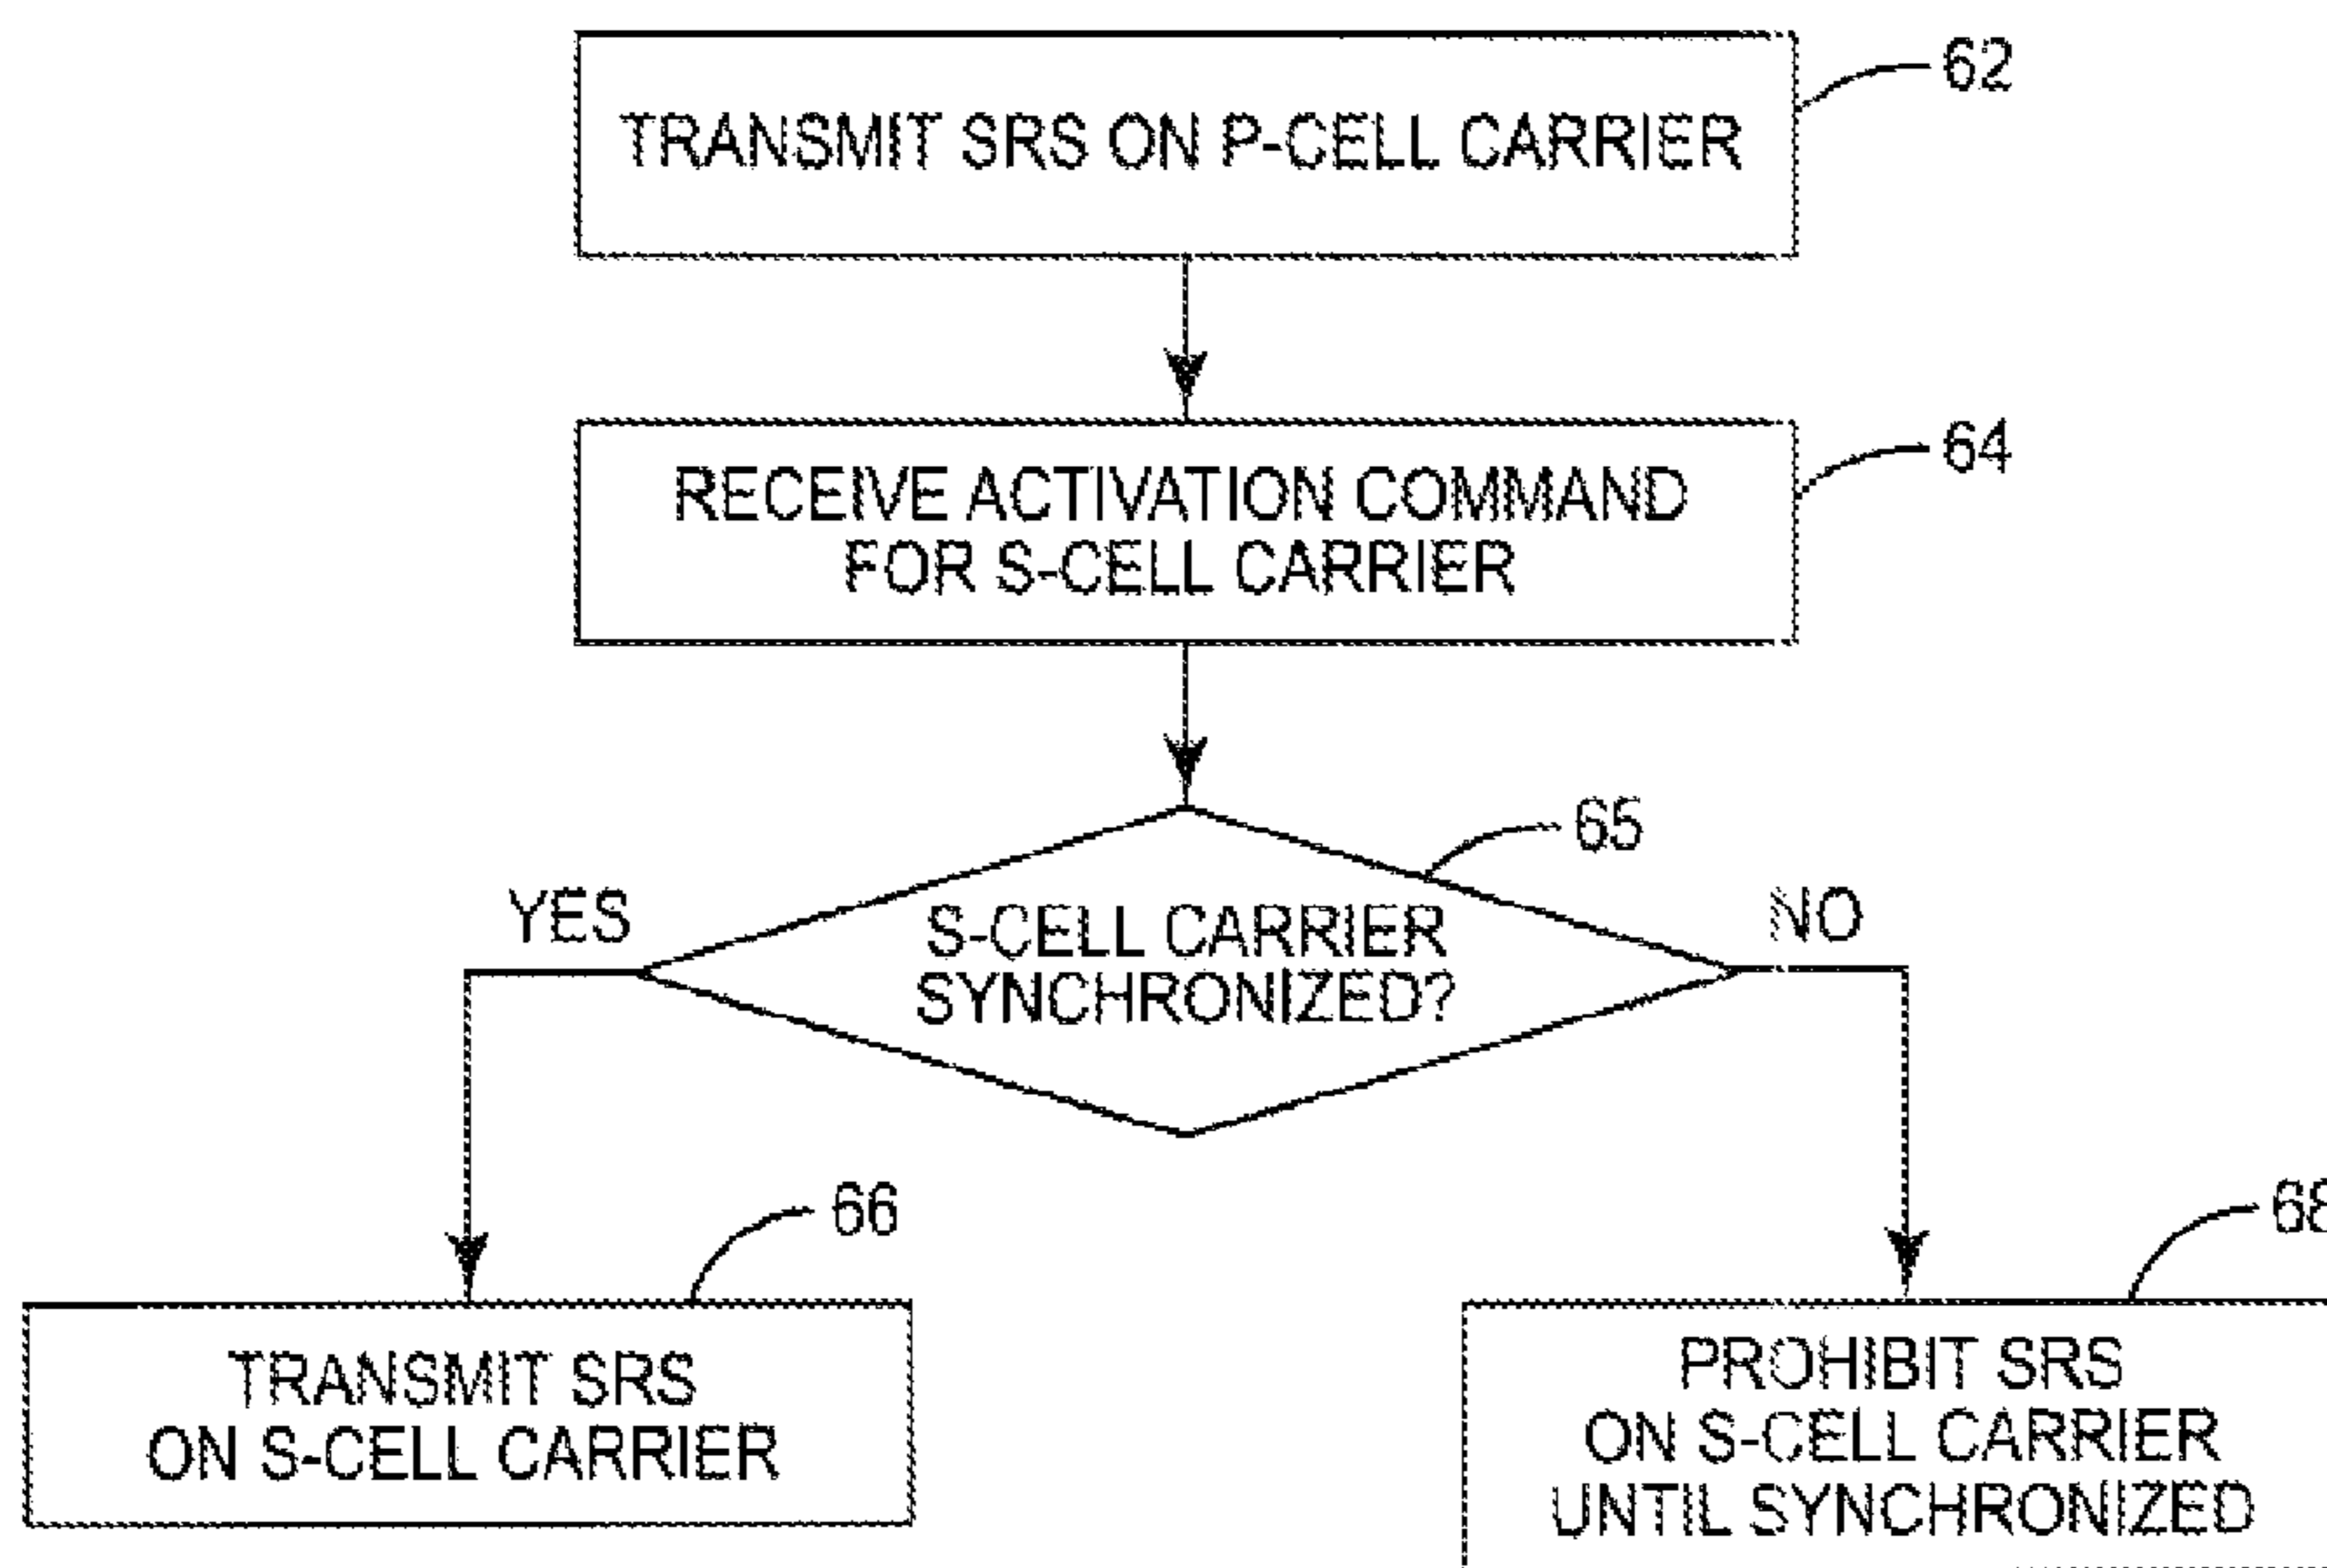 62
TRANSMIT SRS ON P-CELL CARRIER
64
RECEIVE ACTIVATION COMMAND
FOR S-CELL CARRIER
65
YES
NO
S-CELL CARRIER
SYNCHRONIZED?
66
68
TRANSMIT SRS
ON S-CELL CARRIER
PROHIBIT SRS
ON S-CELL CARRIER
UNTIL SYNCHRONIZED